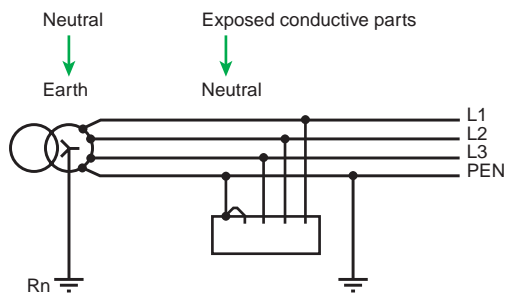 Neutral
Exposed conductive parts
Earth
Neutral
L1
L2
L3
PEN
Rn